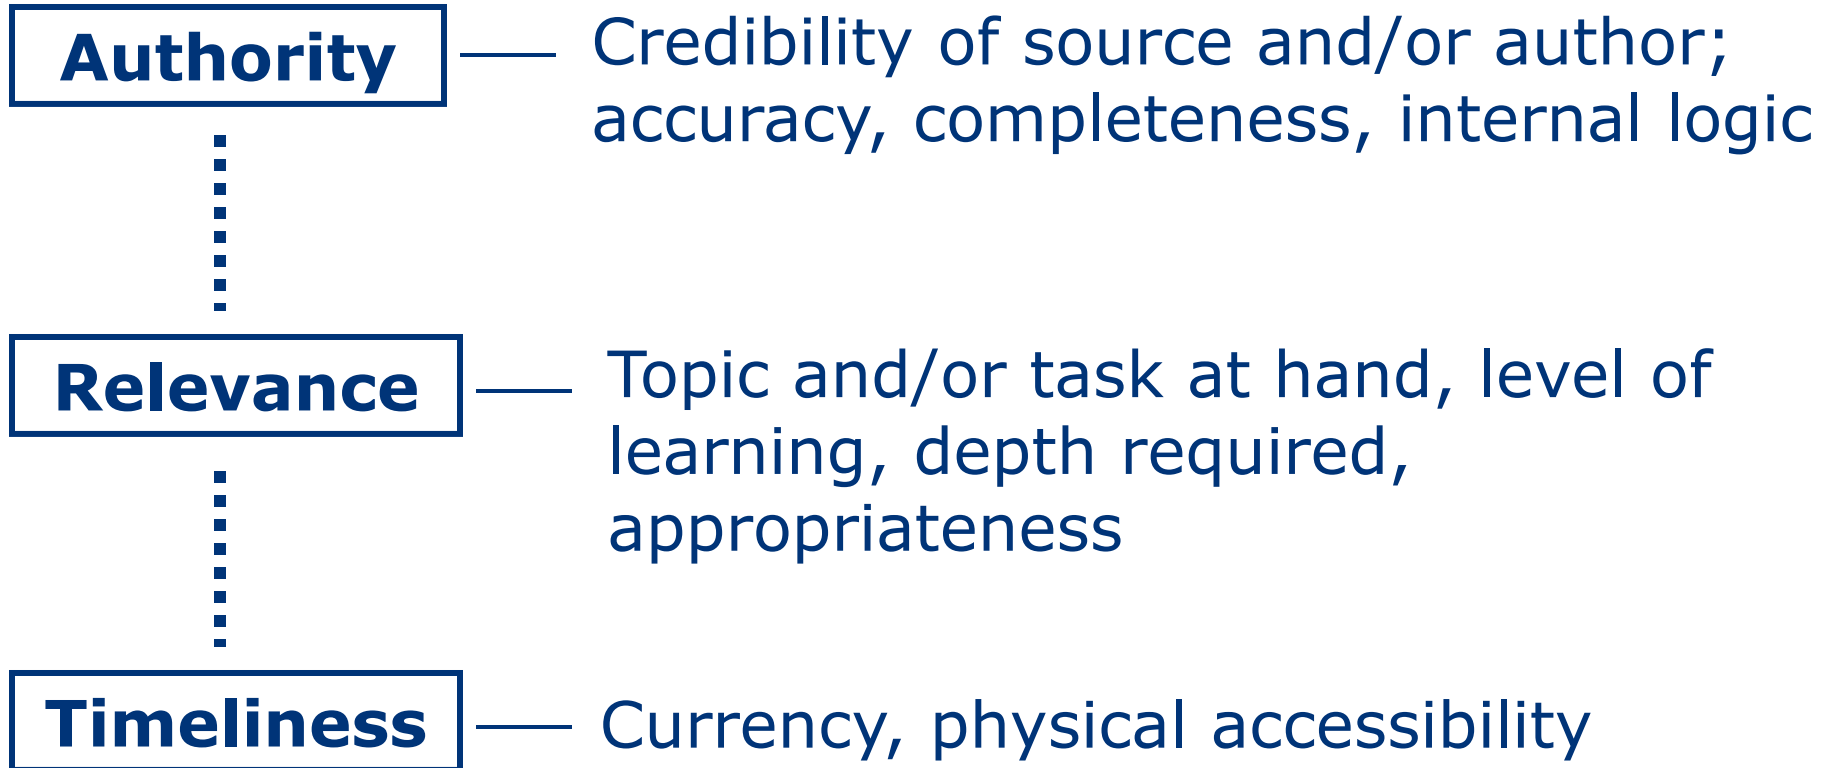 Authority
Credibility of source and/or author;
accuracy, completeness, internal logic
Relevance
Topic and/or task at hand, level of
learning, depth required,
appropriateness
Timeliness
Currency, physical accessibility